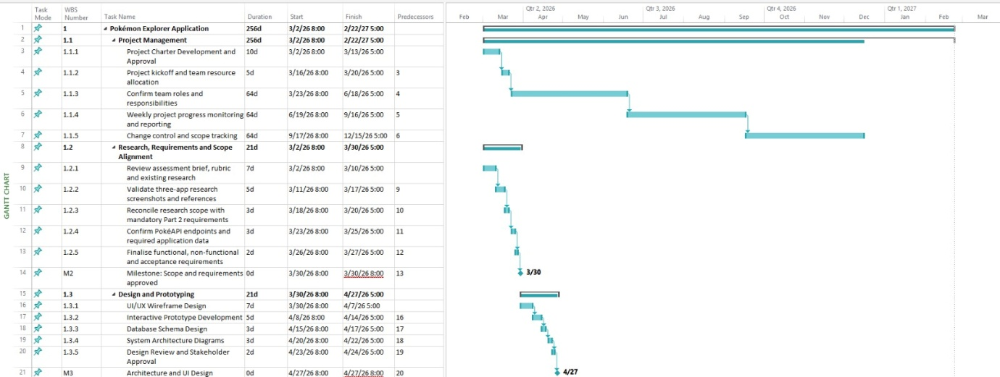 Qtr 2, 2026 Qtr 3, 2026 Qtr 4, 2026 Qtr 1, 2027
Task Mode WBS Number Task Name Duration Start Finish Predecessors Feb Mar Apr May Jun Jul Aug Sep Oct Nov Dec Jan Feb Mar
1 1 Pokémon Explorer Application 256d 3/2/26 8:00 2/22/27 5:00
2 1.1 Project Management 256d 3/2/26 8:00 2/22/27 5:00
3 1.1.1 Project Charter Development and 10d 3/2/26 8:00 3/13/26 5:00
Approval
4 1.1.2 Project kickoff and team resource 5d 3/16/26 8:00 3/20/26 5:00 3
allocation
5 1.1.3 Confirm team roles and 64d 3/23/26 8:00 6/18/26 5:00 4
responsibilities
6 1.1.4 Weekly project progress monitoring 64d 6/19/26 8:00 9/16/26 5:00 5
and reporting
7 1.1.5 Change control and scope tracking 64d 9/17/26 8:00 12/15/26 5:00 6
8 1.2 Research, Requirements and Scope 21d 3/2/26 8:00 3/30/26 5:00
Alignment
9 1.2.1 Review assessment brief, rubric 7d 3/2/26 8:00 3/10/26 5:00
and existing research
10 1.2.2 Validate three-app research 5d 3/11/26 8:00 3/17/26 5:00 9
screenshots and references
11 1.2.3 Reconcile research scope with 3d 3/18/26 8:00 3/20/26 5:00 10
mandatory Part 2 requirements
12 1.2.4 Confirm PokéAPI endpoints and 3d 3/23/26 8:00 3/25/26 5:00 11
required application data
13 1.2.5 Finalise functional, non-functional 2d 3/26/26 8:00 3/27/26 5:00 12
and acceptance requirements
14 M2 Milestone: Scope and requirements 0d 3/30/26 8:00 3/30/26 8:00 13 3/30
approved
15 1.3 Design and Prototyping 21d 3/30/26 8:00 4/27/26 5:00
16 1.3.1 UI/UX Wireframe Design 7d 3/30/26 8:00 4/7/26 5:00
17 1.3.2 Interactive Prototype Development 5d 4/8/26 8:00 4/14/26 5:00 16
18 1.3.3 Database Schema Design 3d 4/15/26 8:00 4/17/26 5:00 17
19 1.3.4 System Architecture Diagrams 3d 4/20/26 8:00 4/22/26 5:00 18
20 1.3.5 Design Review and Stakeholder 2d 4/23/26 8:00 4/24/26 5:00 19
Approval
21 M3 Architecture and UI Design 0d 4/27/26 8:00 4/27/26 8:00 20 4/27
GANTT CHART